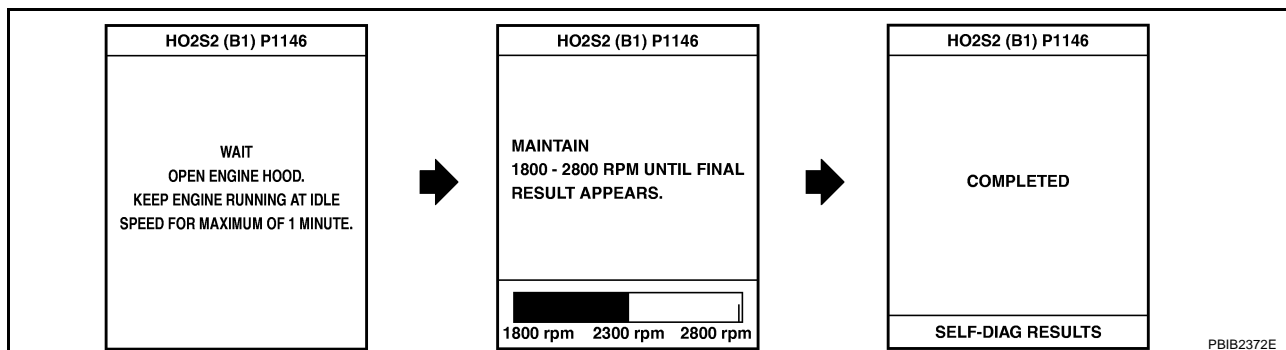 HO2S2 (B1) P1146
WAIT
OPEN ENGINE HOOD.
KEEP ENGINE RUNNING AT IDLE
SPEED FOR MAXIMUM OF 1 MINUTE.
HO2S2 (B1) P1146
MAINTAIN
1800 - 2800 RPM UNTIL FINAL
RESULT APPEARS.
1800 rpm 2300 rpm 2800 rpm
HO2S2 (B1) P1146
COMPLETED
SELF-DIAG RESULTS
PBIB2372E